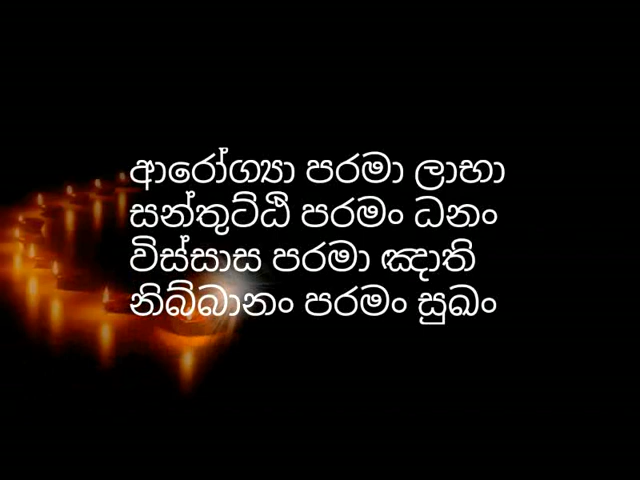 ආරෝග්‍යා පරමා ලාභා
සන්තුට්ඨි පරමං ධනං
විස්සාස පරමා ඤාති
නිබ්බානං පරමං සුඛං